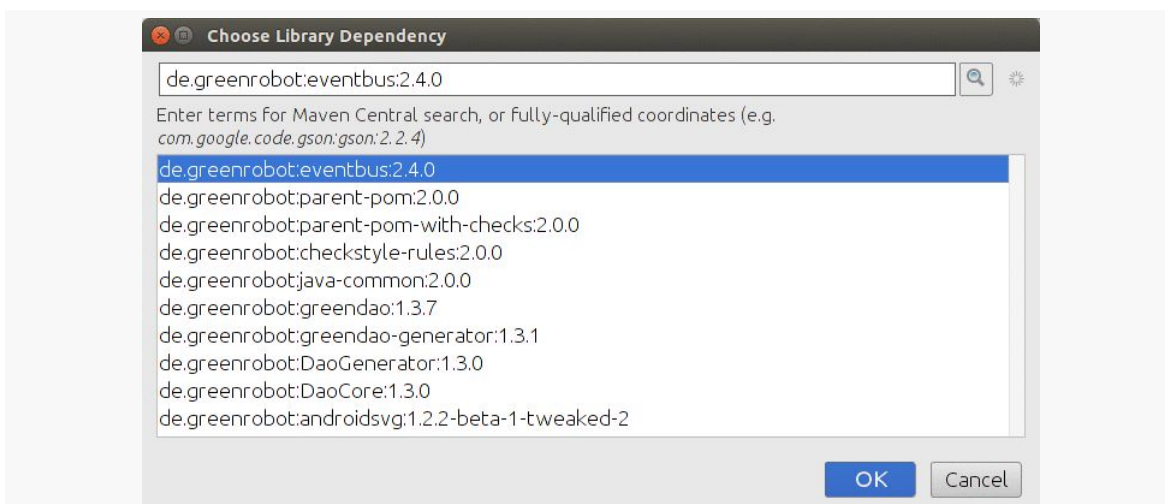 Choose Library Dependency
de.greenrobot:eventbus:2.4.0
Enter terms for Maven Central search, or fully-qualified coordinates (e.g.
com.google.code.gson:gson:2.2.4)
de.greenrobot:eventbus:2.4.0
de.greenrobot:parent-pom:2.0.0
de.greenrobot:parent-pom-with-checks:2.0.0
de.greenrobot:checkstyle-rules:2.0.0
de.greenrobot:java-common:2.0.0
de.greenrobot:greendao:1.3.7
de.greenrobot:greendao-generator:1.3.1
de.greenrobot:DaoGenerator:1.3.0
de.greenrobot:DaoCore:1.3.0
de.greenrobot:androidsvg:1.2.2-beta-1-tweaked-2
OK Cancel